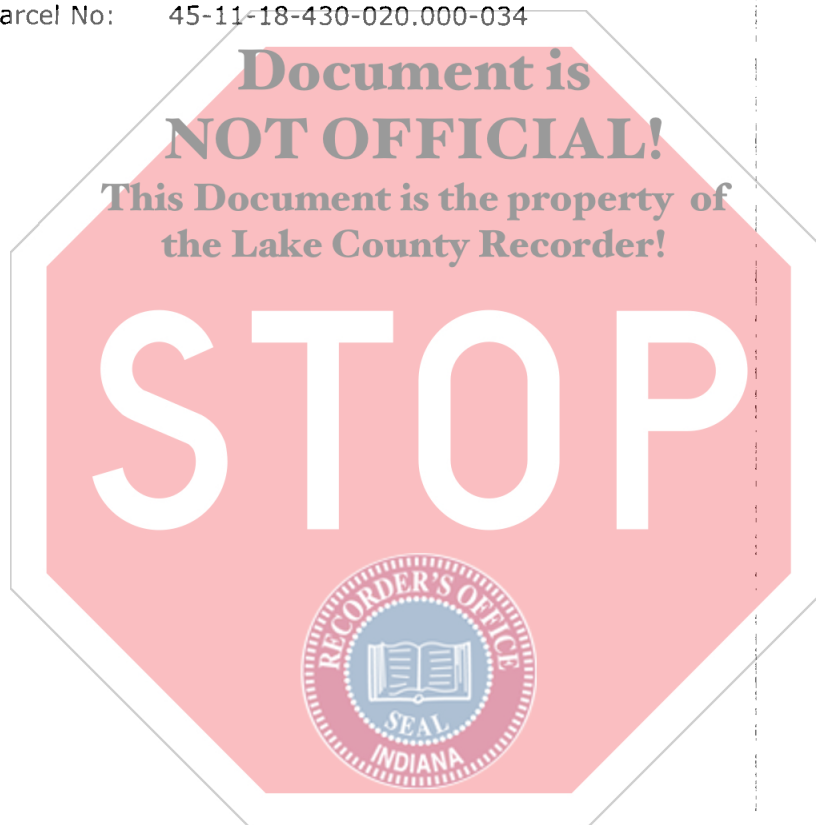 arcel No: 45-11-18-430-020.000-034
Document is
NOT OFFICIAL!
This Document is the property of
the Lake County Recorder!
STOP
RECORDER'S OFFICE
SEAL
INDIANA